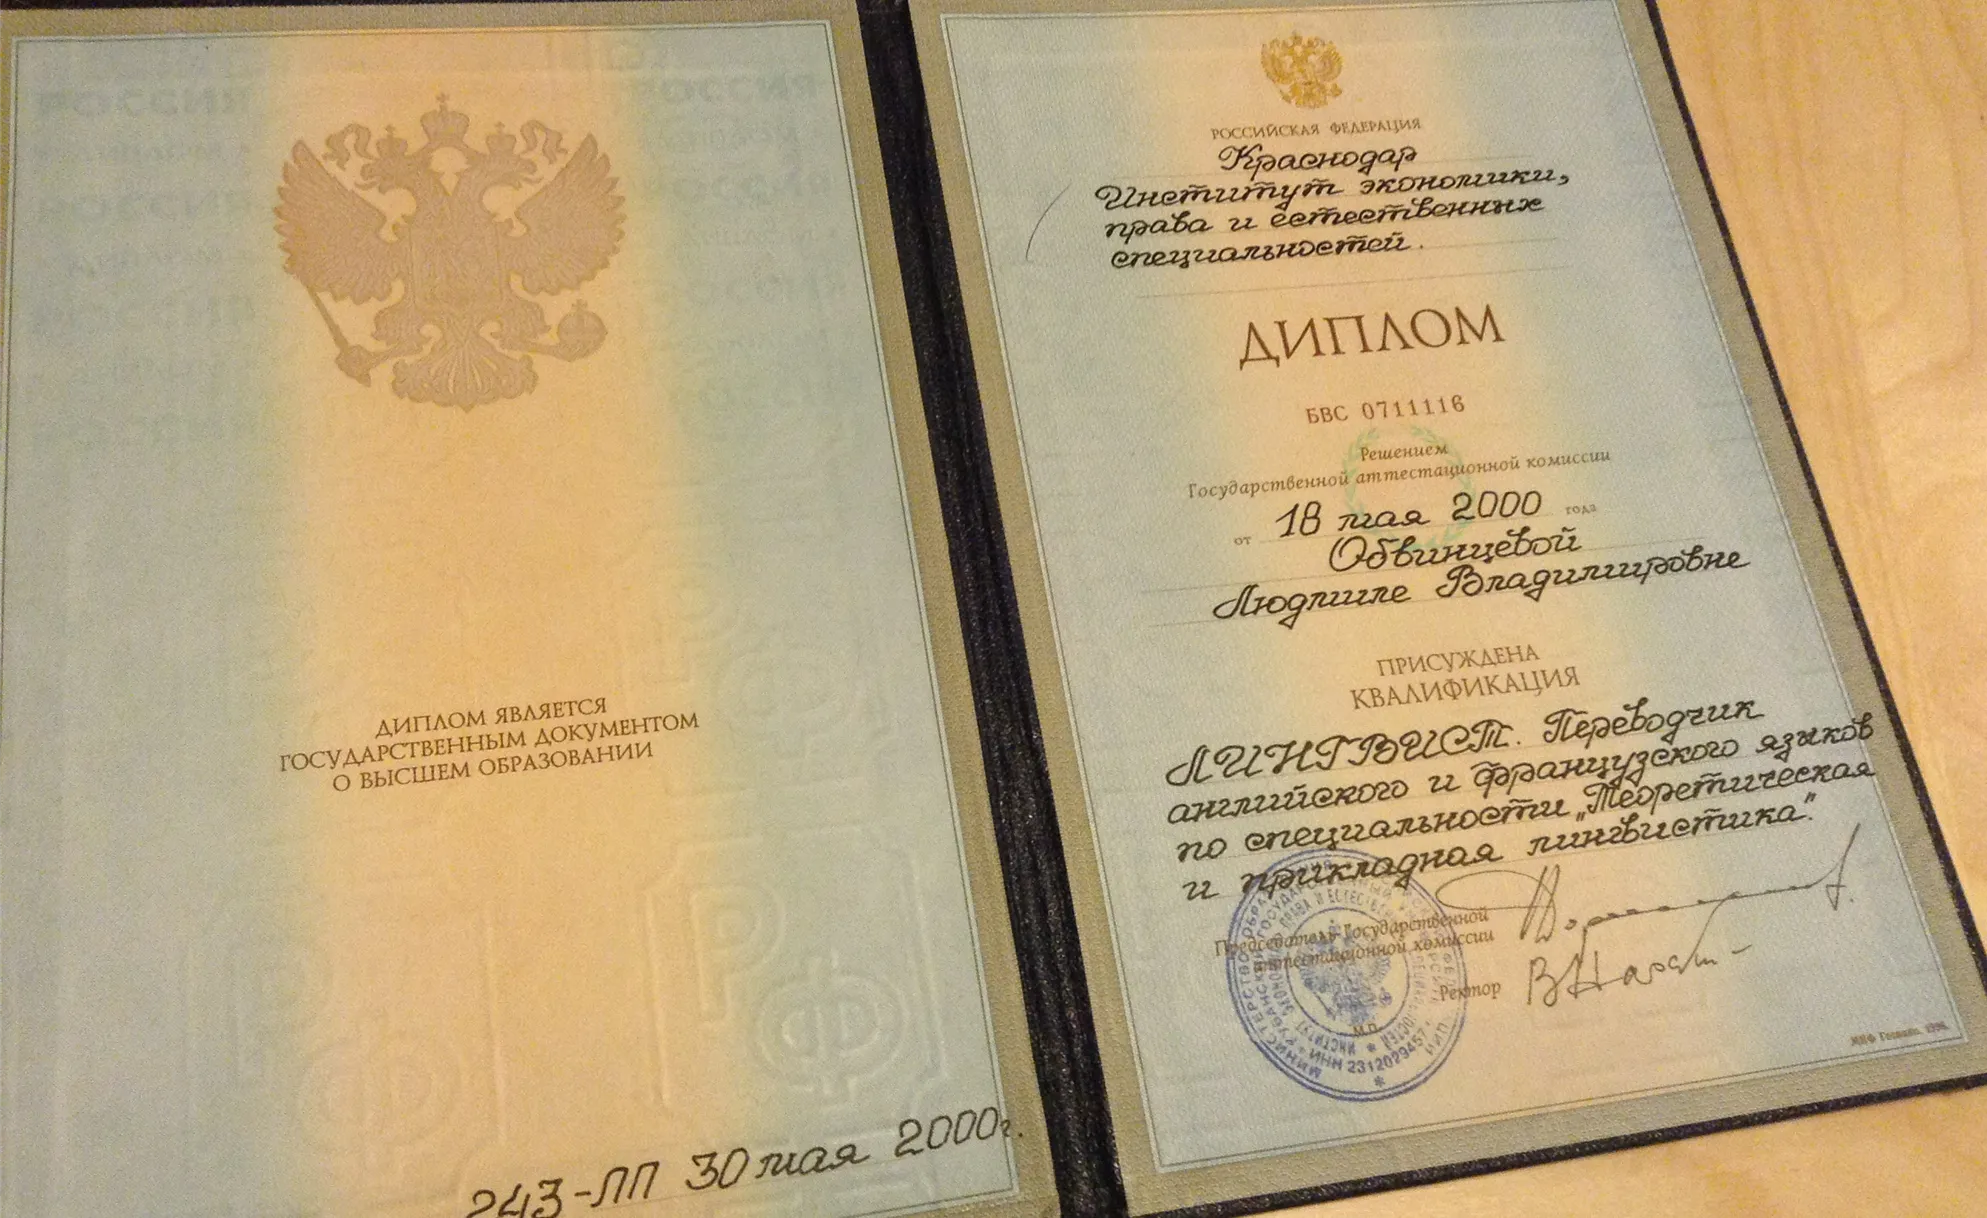 ДИПЛОМ ЯВЛЯЕТСЯ
ГОСУДАРСТВЕННЫМ ДОКУМЕНТОМ
О ВЫСШЕМ ОБРАЗОВАНИИ
243-ЛП 30 мая 2000г.
РОССИЙСКАЯ ФЕДЕРАЦИЯ
Краснодар
Институт экономики,
права и естественных
специальностей.
ДИПЛОМ
БВС 0711116
Решением
Государственной аттестационной комиссии
от 18 мая 2000 года
Обвинцевой
Людмиле Владимировне
ПРИСУЖДЕНА
КВАЛИФИКАЦИЯ
ЛИНГВИСТ. Переводчик
английского и французского языков
по специальности „Теоретическая
и прикладная лингвистика".
Председатель Государственной
аттестационной комиссии
Ректор
М.П.
ИНН 2312029457